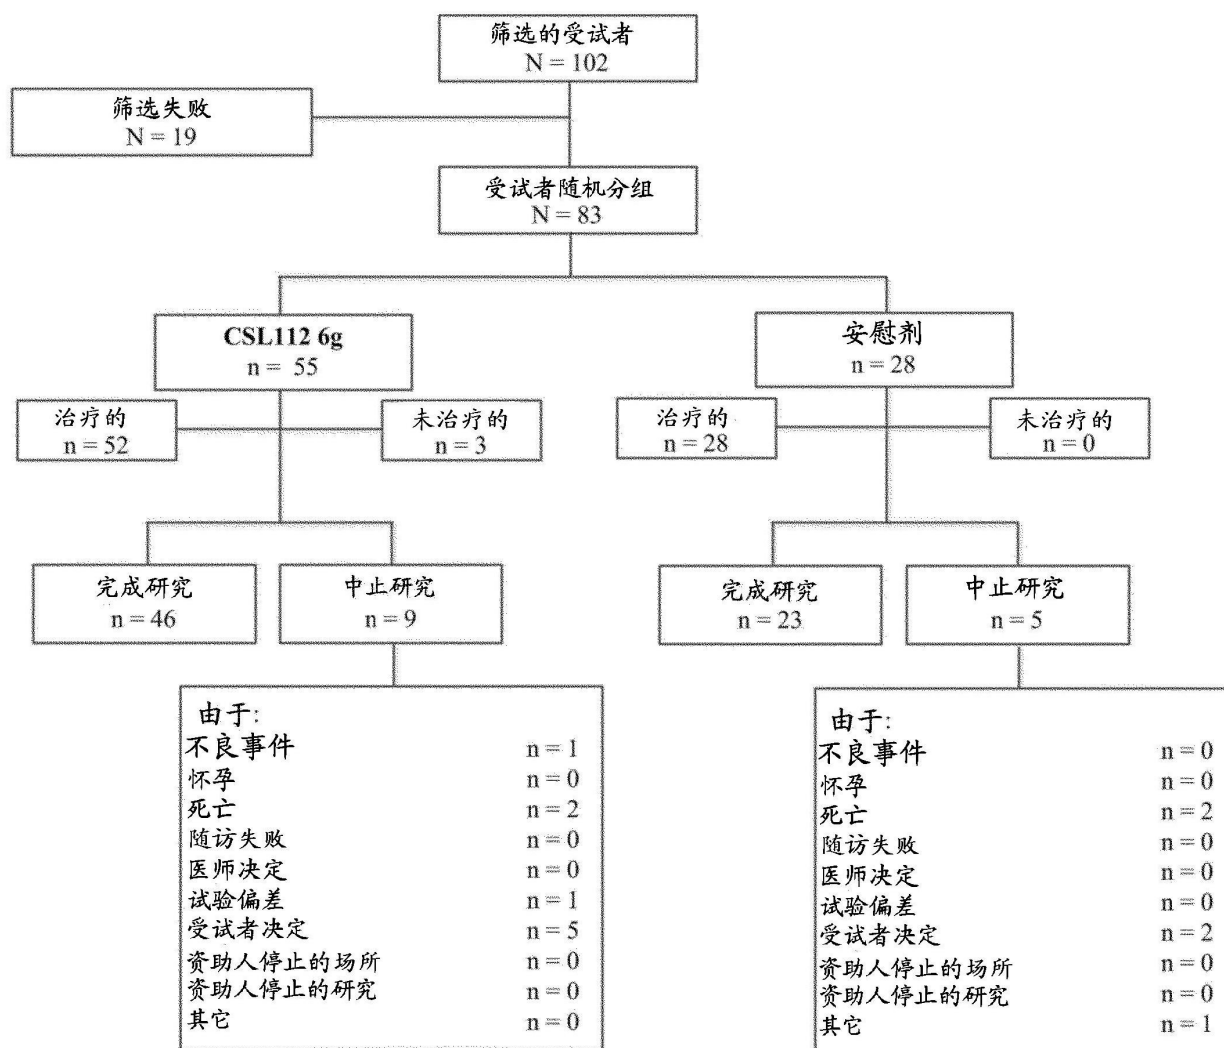 筛选的受试者
N = 102
筛选失败
N = 19
受试者随机分组
N = 83
CSL112 6g
n = 55
安慰剂
n = 28
治疗的
n = 52
未治疗的
n = 3
治疗的
n = 28
未治疗的
n = 0
完成研究
n = 46
中止研究
n = 9
完成研究
n = 23
中止研究
n = 5
由于:
不良事件 n = 1
怀孕 n = 0
死亡 n = 2
随访失败 n = 0
医师决定 n = 0
试验偏差 n = 1
受试者决定 n = 5
资助人停止的场所 n = 0
资助人停止的研究 n = 0
其它 n = 0
由于:
不良事件 n = 0
怀孕 n = 0
死亡 n = 2
随访失败 n = 0
医师决定 n = 0
试验偏差 n = 0
受试者决定 n = 2
资助人停止的场所 n = 0
资助人停止的研究 n = 0
其它 n = 1